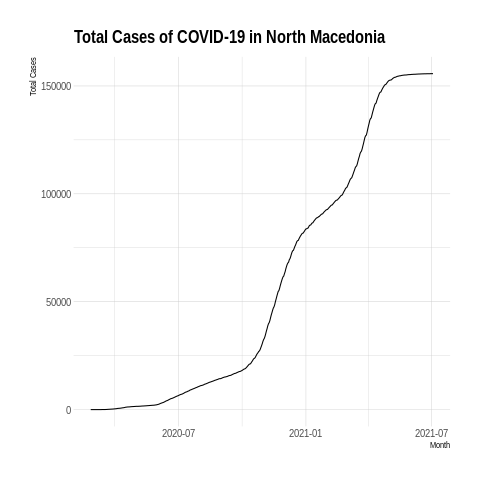 Total Cases of COVID-19 in North Macedonia
Total Cases
150000
100000
50000
0
2020-07
2021-01
2021-07
Month